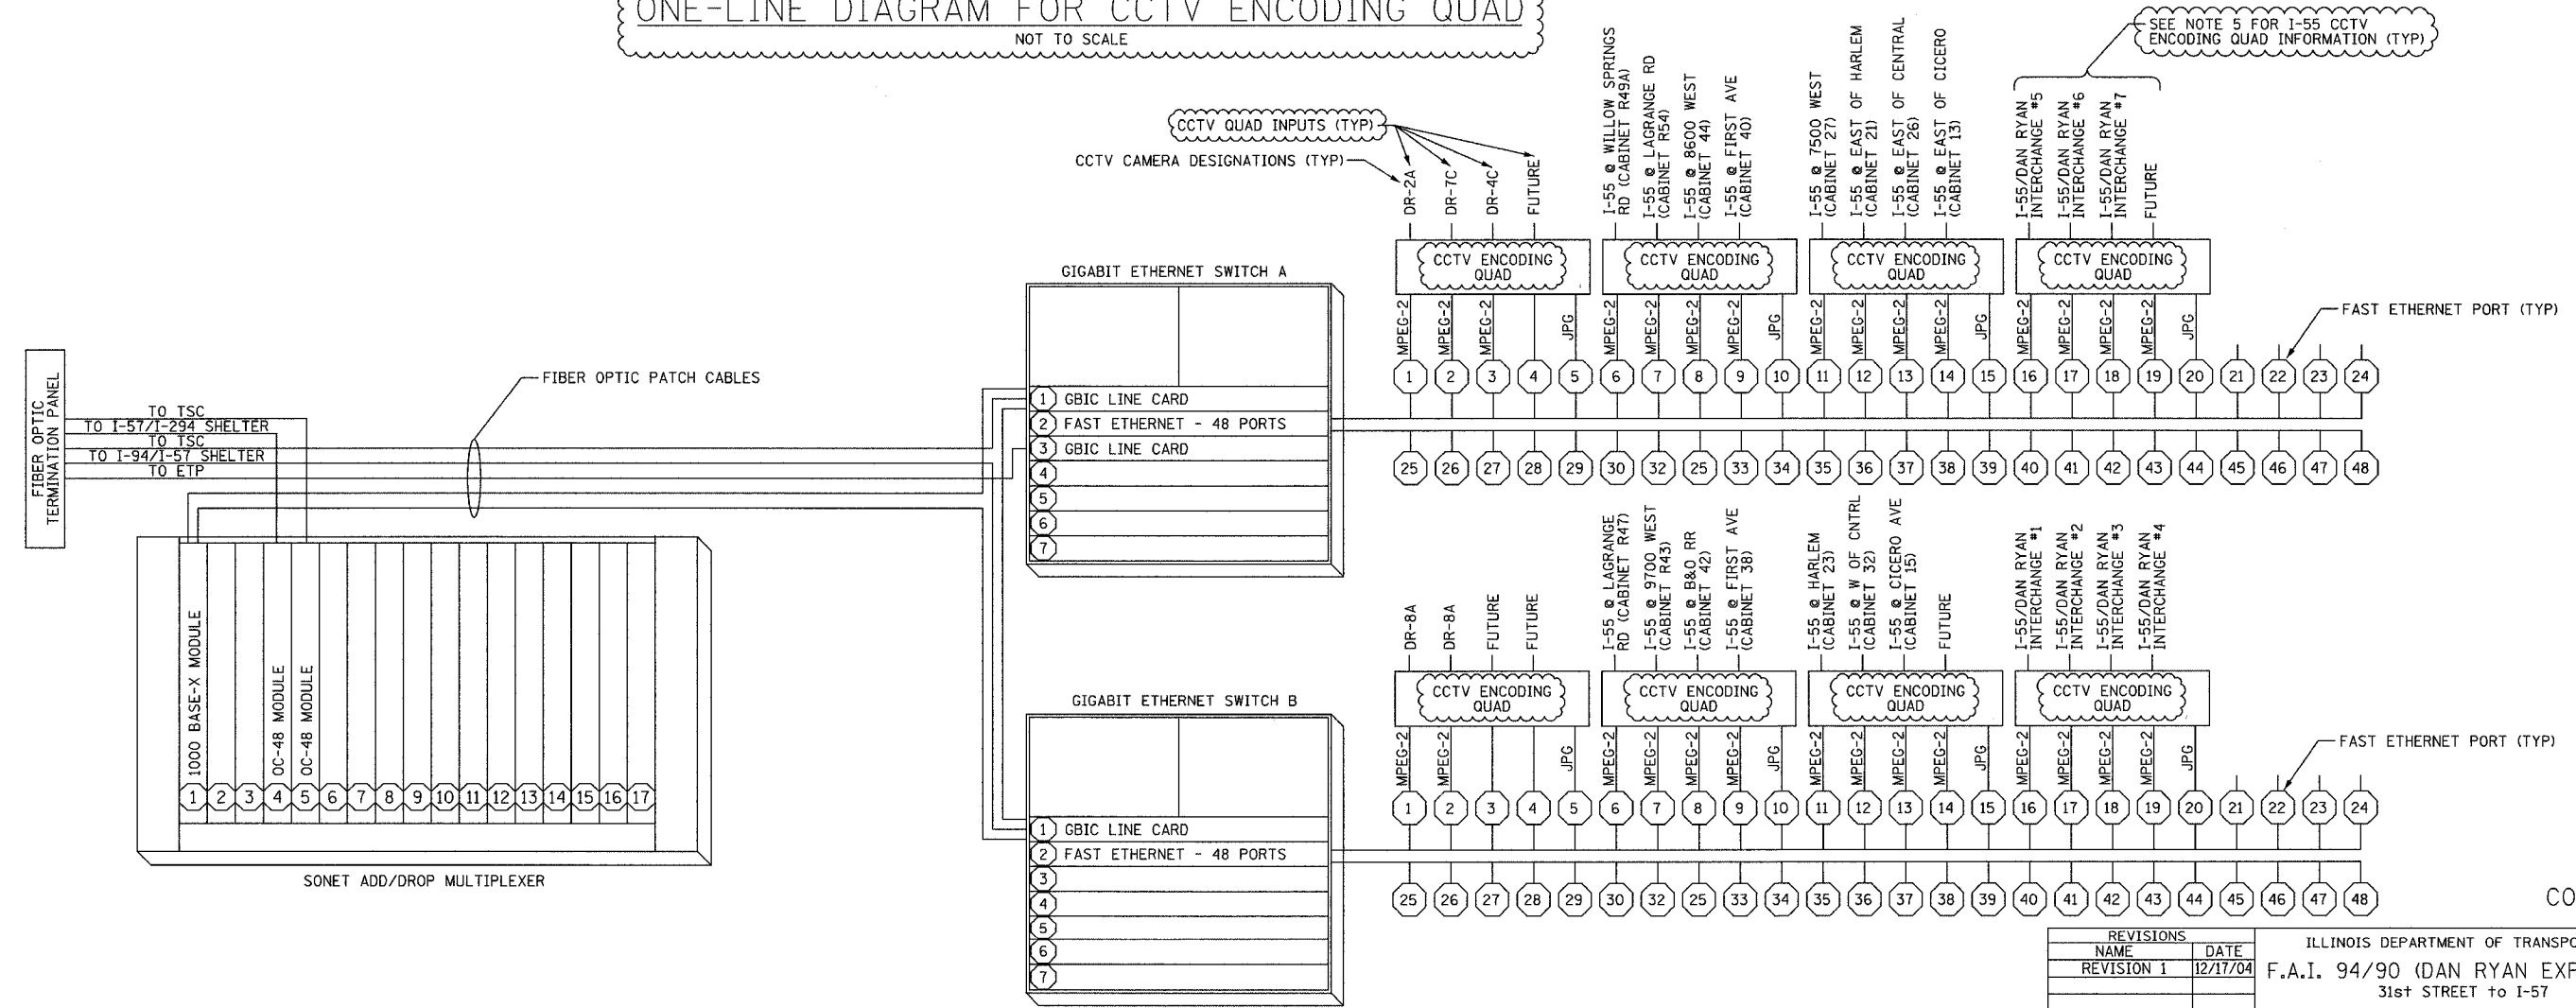 ONE-LINE DIAGRAM FOR CCTV ENCODING QUAD
NOT TO SCALE
SEE NOTE 5 FOR I-55 CCTV
ENCODING QUAD INFORMATION (TYP)
CCTV QUAD INPUTS (TYP)
CCTV CAMERA DESIGNATIONS (TYP)
DR-2A
DR-7C
DR-4C
FUTURE
I-55 @ WILLOW SPRINGS
RD (CABINET R49A)
I-55 @ LAGRANGE RD
(CABINET R54)
I-55 @ 8600 WEST
(CABINET 44)
I-55 @ FIRST AVE
(CABINET 40)
I-55 @ 7500 WEST
(CABINET 27)
I-55 @ EAST OF HARLEM
(CABINET 21)
I-55 @ EAST OF CENTRAL
(CABINET 26)
I-55 @ EAST OF CICERO
(CABINET 13)
I-55/DAN RYAN
INTERCHANGE #5
I-55/DAN RYAN
INTERCHANGE #6
I-55/DAN RYAN
INTERCHANGE #7
FUTURE
CCTV ENCODING
QUAD
CCTV ENCODING
QUAD
CCTV ENCODING
QUAD
CCTV ENCODING
QUAD
MPEG-2 MPEG-2 MPEG-2 JPG MPEG-2 MPEG-2 MPEG-2 MPEG-2 JPG MPEG-2 MPEG-2 MPEG-2 MPEG-2 JPG MPEG-2 MPEG-2 MPEG-2 MPEG-2 JPG
FAST ETHERNET PORT (TYP)
1 2 3 4 5 6 7 8 9 10 11 12 13 14 15 16 17 18 19 20 21 22 23 24
25 26 27 28 29 30 32 25 33 34 35 36 37 38 39 40 41 42 43 44 45 46 47 48
GIGABIT ETHERNET SWITCH A
1 GBIC LINE CARD
2 FAST ETHERNET - 48 PORTS
3 GBIC LINE CARD
4
5
6
7
FIBER OPTIC
TERMINATION PANEL
FIBER OPTIC PATCH CABLES
TO TSC
TO I-57/I-294 SHELTER
TO TSC
TO I-94/I-57 SHELTER
TO ETP
1000 BASE-X MODULE
OC-48 MODULE
OC-48 MODULE
1 2 3 4 5 6 7 8 9 10 11 12 13 14 15 16 17
SONET ADD/DROP MULTIPLEXER
DR-8A
DR-8A
FUTURE
FUTURE
I-55 @ LAGRANGE
RD (CABINET R47)
I-55 @ 9700 WEST
(CABINET R43)
I-55 @ B&O RR
(CABINET 42)
I-55 @ FIRST AVE
(CABINET 38)
I-55 @ HARLEM
(CABINET 23)
I-55 @ W OF CNTRL
(CABINET 32)
I-55 @ CICERO AVE
(CABINET 15)
FUTURE
I-55/DAN RYAN
INTERCHANGE #1
I-55/DAN RYAN
INTERCHANGE #2
I-55/DAN RYAN
INTERCHANGE #3
I-55/DAN RYAN
INTERCHANGE #4
CCTV ENCODING
QUAD
CCTV ENCODING
QUAD
CCTV ENCODING
QUAD
CCTV ENCODING
QUAD
MPEG-2 MPEG-2 JPG MPEG-2 MPEG-2 MPEG-2 MPEG-2 JPG MPEG-2 MPEG-2 MPEG-2 MPEG-2 JPG MPEG-2 MPEG-2 MPEG-2 MPEG-2 JPG
FAST ETHERNET PORT (TYP)
1 2 3 4 5 6 7 8 9 10 11 12 13 14 15 16 17 18 19 20 21 22 23 24
25 26 27 28 29 30 32 25 33 34 35 36 37 38 39 40 41 42 43 44 45 46 47 48
GIGABIT ETHERNET SWITCH B
1 GBIC LINE CARD
2 FAST ETHERNET - 48 PORTS
3
4
5
6
7
CO
REVISIONS
NAME DATE
REVISION 1 12/17/04
ILLINOIS DEPARTMENT OF TRANSPO
F.A.I. 94/90 (DAN RYAN EXP
31st STREET to I-57